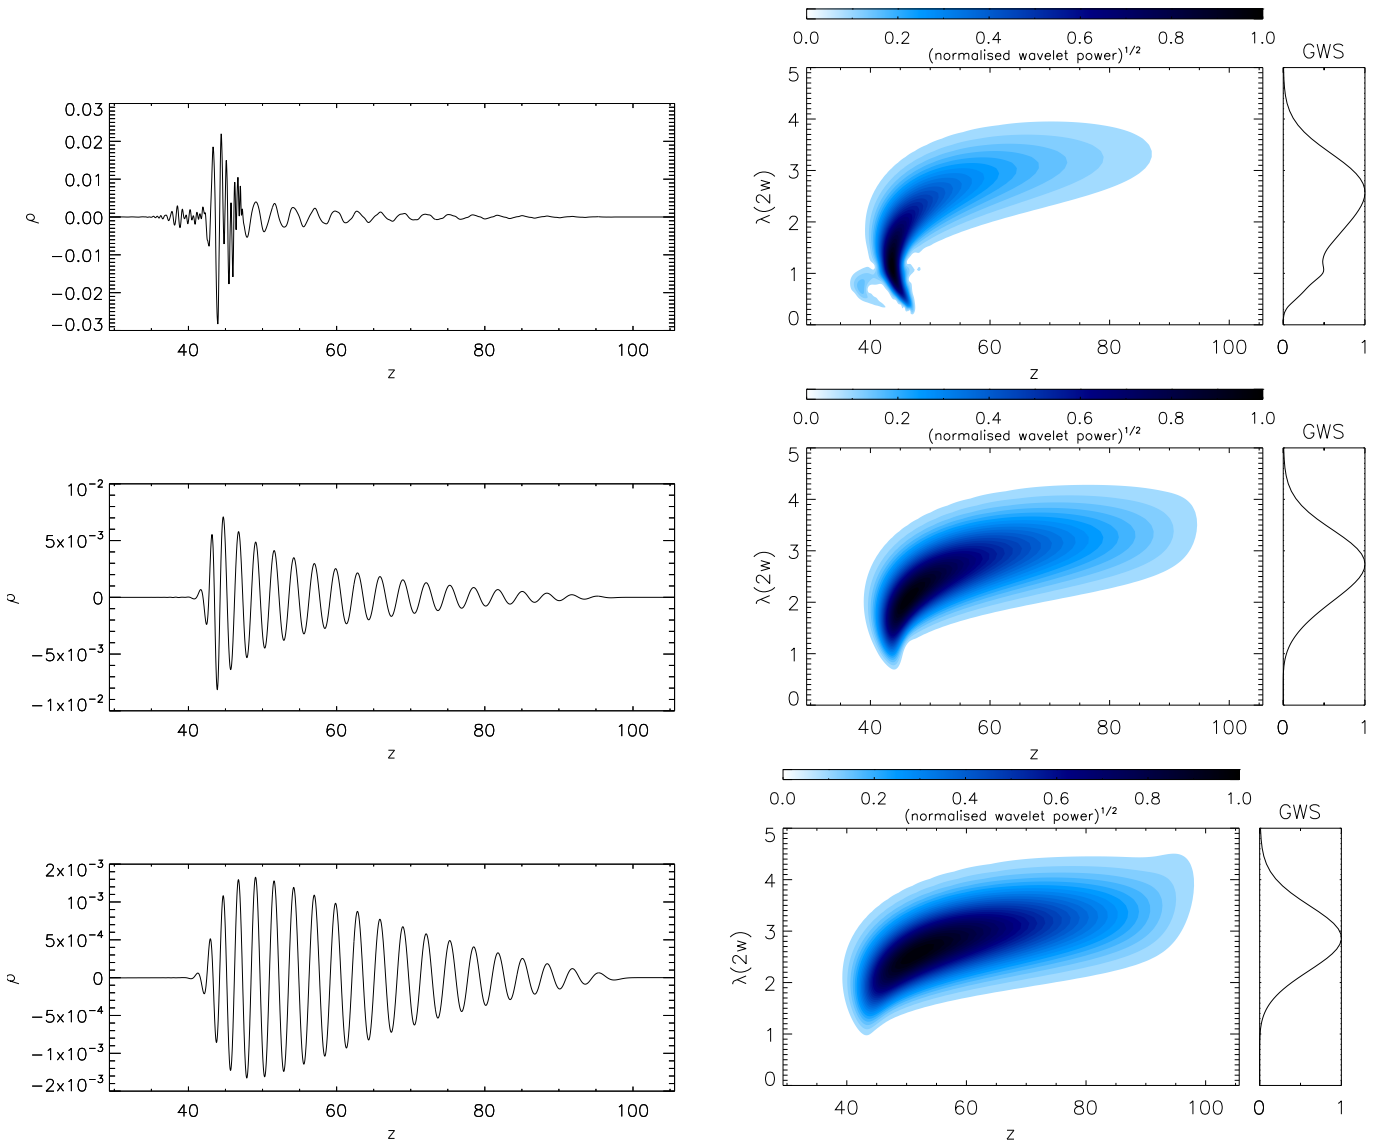 0.0 0.2 0.4 0.6 0.8 1.0
(normalised wavelet power)1/2
GWS
0.03
0.02
0.01
0.00
−0.01
−0.02
−0.03
ρ
40 60 80 100
z
5
4
3
2
1
0
λ(2w)
40 60 80 100
z
0 1
0.0 0.2 0.4 0.6 0.8 1.0
(normalised wavelet power)1/2
GWS
10−2
5x10−3
0
−5x10−3
−1x10−2
ρ
40 60 80 100
z
5
4
3
2
1
0
λ(2w)
40 60 80 100
z
0 1
0.0 0.2 0.4 0.6 0.8 1.0
(normalised wavelet power)1/2
GWS
2x10−3
10−3
5x10−4
0
−5x10−4
−1x10−3
−2x10−3
ρ
40 60 80 100
z
5
4
3
2
1
0
λ(2w)
40 60 80 100
z
0 1